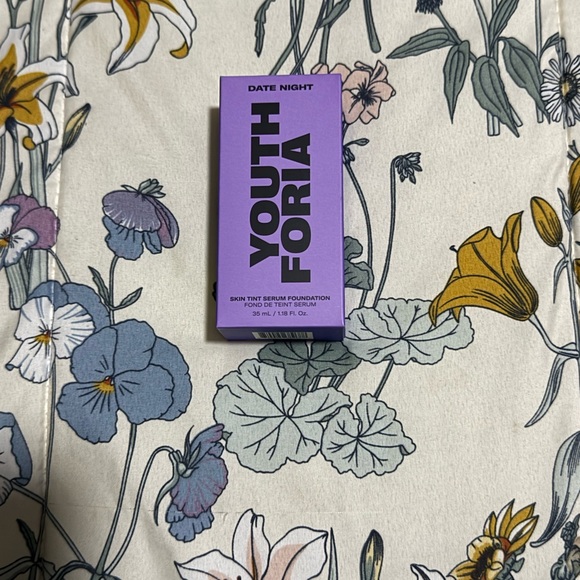 DATE NIGHT
YOUTH
FORIA
SKIN TINT SERUM FOUNDATION
FOND DE TEINT SERUM
35 mL / 1.18 Fl. Oz.